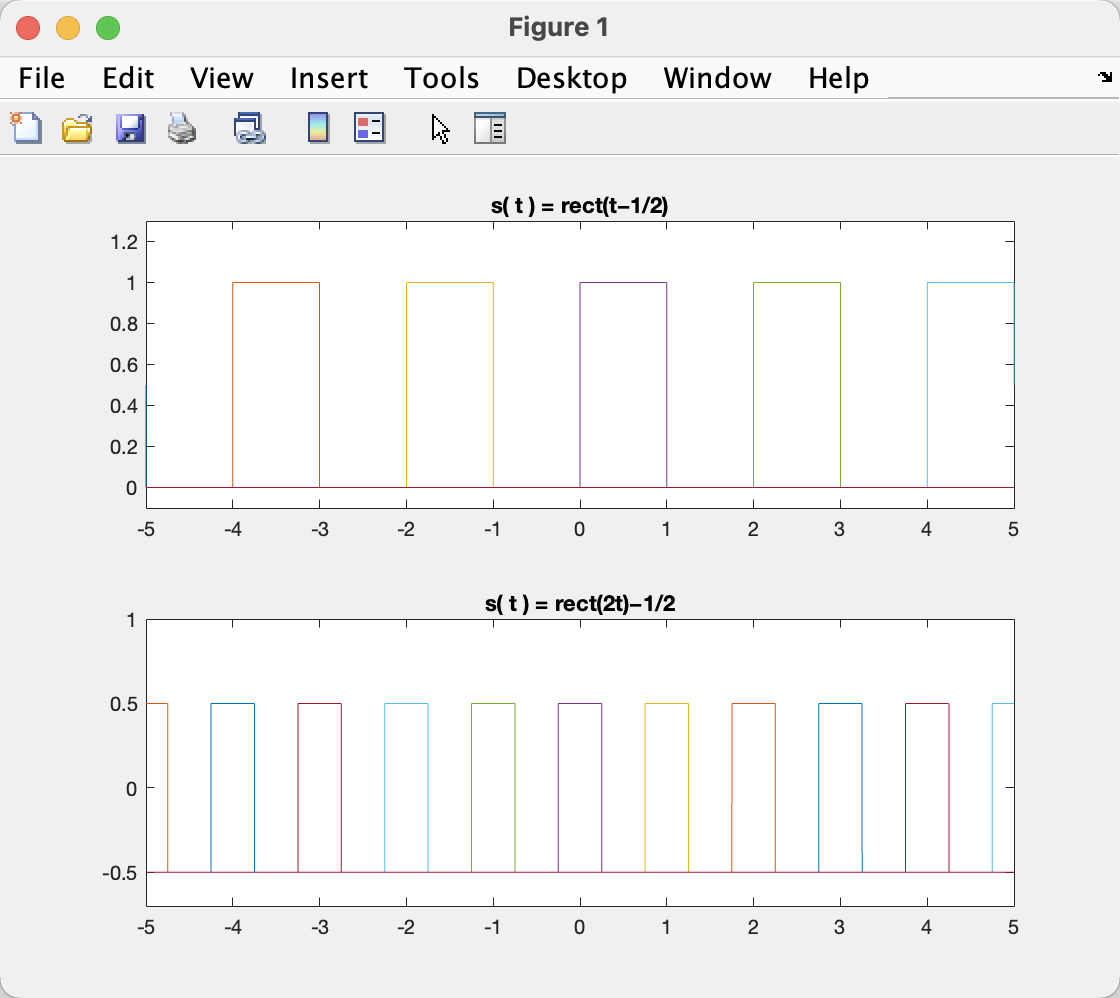 Figure 1
File Edit View Insert Tools Desktop Window Help
s( t ) = rect(t−1/2)
1.2
1
0.8
0.6
0.4
0.2
0
-5 -4 -3 -2 -1 0 1 2 3 4 5
s( t ) = rect(2t)−1/2
1
0.5
0
-0.5
-5 -4 -3 -2 -1 0 1 2 3 4 5